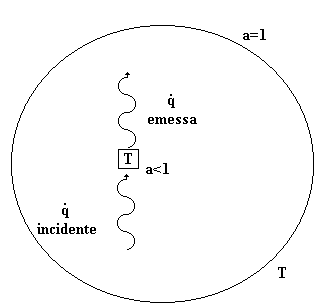 a=1
q̇
emessa
T
a<1
q̇
incidente
T